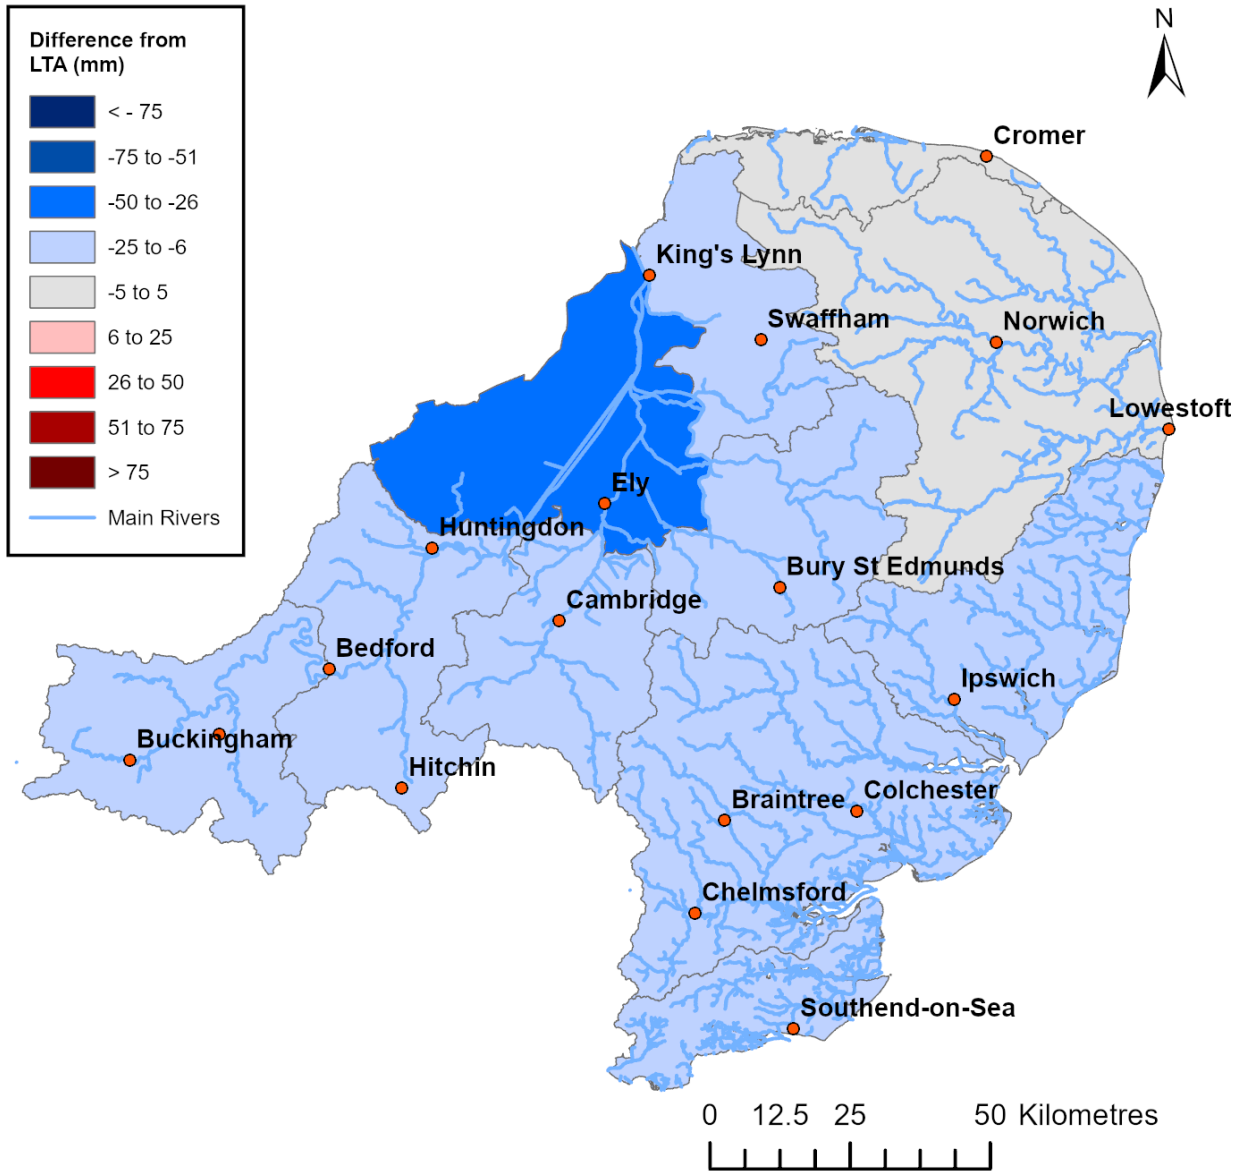 Difference from
LTA (mm)
< - 75
-75 to -51
-50 to -26
-25 to -6
-5 to 5
6 to 25
26 to 50
51 to 75
> 75
Main Rivers
N
Cromer
King's Lynn
Swaffham
Norwich
Lowestoft
Ely
Huntingdon
Bury St Edmunds
Cambridge
Bedford
Ipswich
Buckingham
Hitchin
Braintree
Colchester
Chelmsford
Southend-on-Sea
0 12.5 25 50 Kilometres